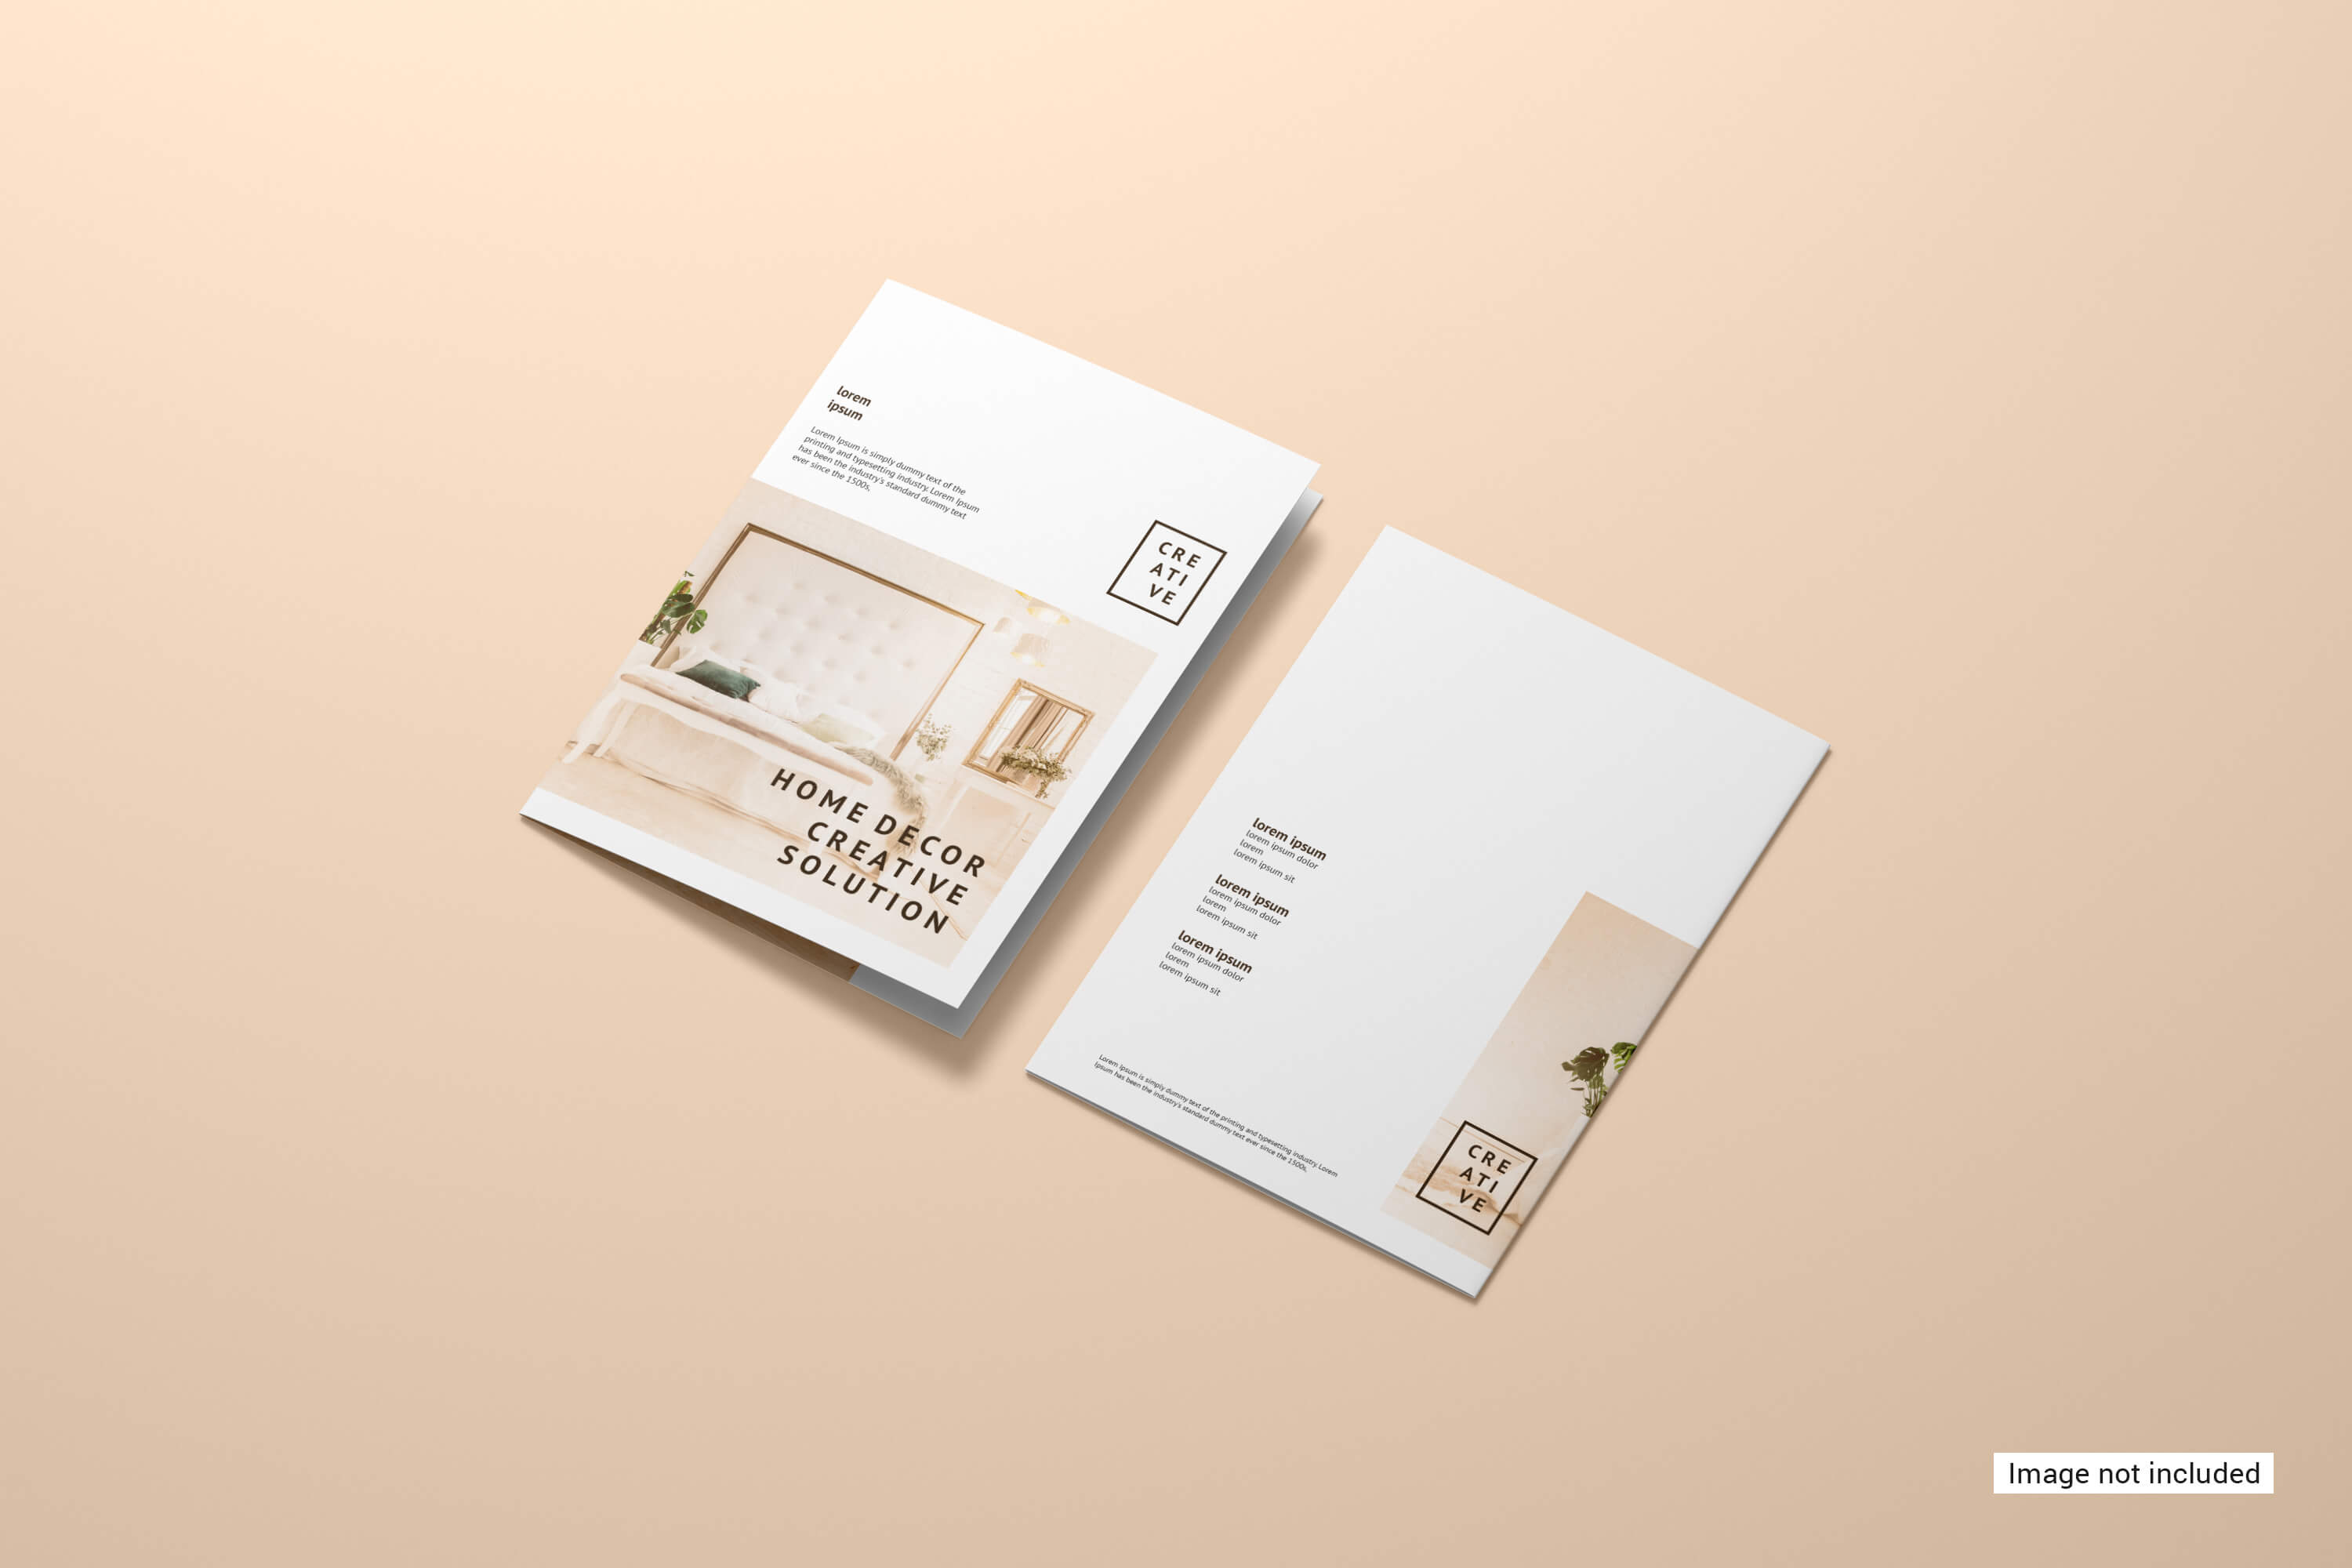 lorem
ipsum
Lorem Ipsum is simply dummy text of the
printing and typesetting industry. Lorem Ipsum
has been the industry's standard dummy text
ever since the 1500s,
CRE
ATI
VE
HOME DECOR
CREATIVE
SOLUTION
lorem ipsum
lorem ipsum dolor
lorem
lorem ipsum sit
lorem ipsum
lorem ipsum dolor
lorem
lorem ipsum sit
lorem ipsum
lorem ipsum dolor
lorem
lorem ipsum sit
Lorem Ipsum is simply dummy text of the printing and typesetting industry. Lorem
Ipsum has been the industry's standard dummy text ever since the 1500s,
CRE
ATI
VE
Image not included